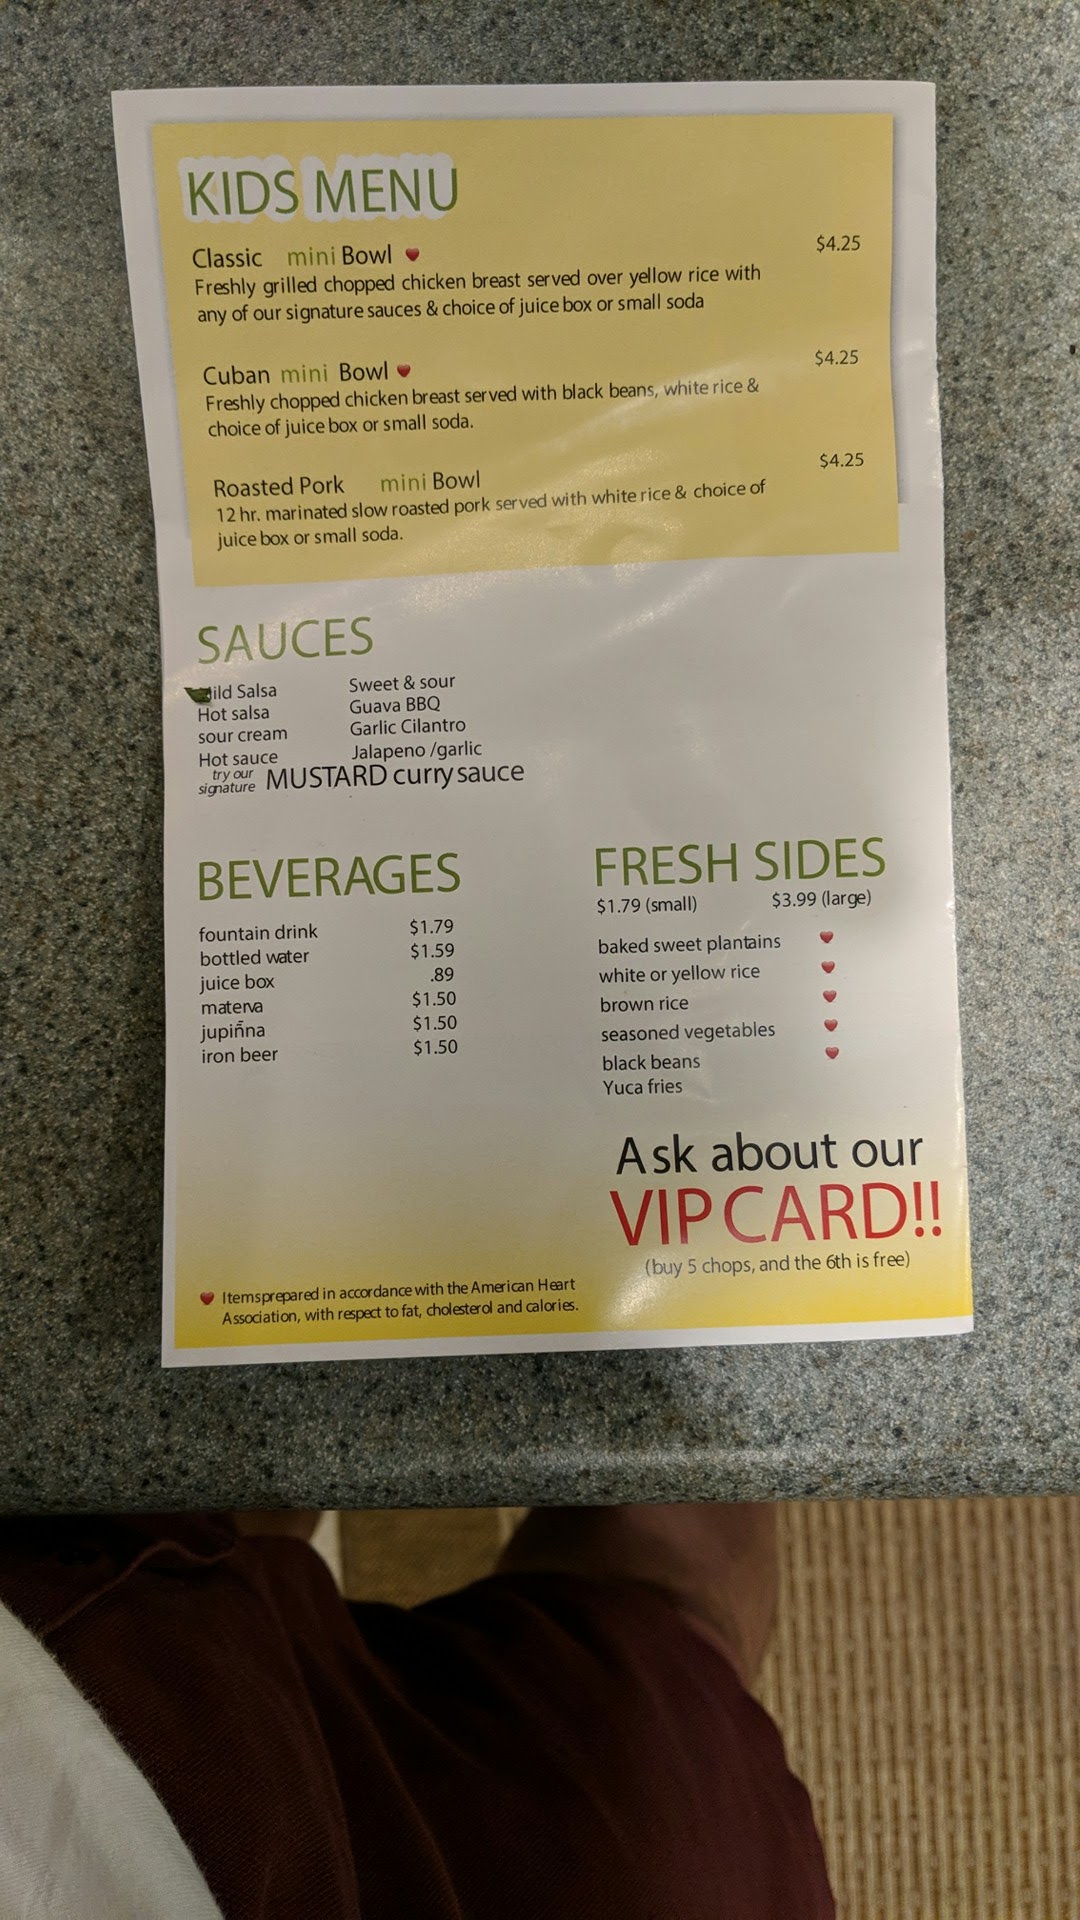 KIDS MENU
Classic mini Bowl $4.25
Freshly grilled chopped chicken breast served over yellow rice with
any of our signature sauces & choice of juice box or small soda
Cuban mini Bowl $4.25
Freshly chopped chicken breast served with black beans, white rice &
choice of juice box or small soda.
Roasted Pork mini Bowl $4.25
12 hr. marinated slow roasted pork served with white rice & choice of
juice box or small soda.
SAUCES
ild Salsa
Hot salsa
sour cream
Hot sauce
Sweet & sour
Guava BBQ
Garlic Cilantro
Jalapeno /garlic
try our
signature MUSTARD curry sauce
BEVERAGES
fountain drink $1.79
bottled water $1.59
juice box .89
materva $1.50
jupiñna $1.50
iron beer $1.50
FRESH SIDES
$1.79 (small) $3.99 (large)
baked sweet plantains
white or yellow rice
brown rice
seasoned vegetables
black beans
Yuca fries
Ask about our
VIP CARD!!
(buy 5 chops, and the 6th is free)
Items prepared in accordance with the American Heart
Association, with respect to fat, cholesterol and calories.